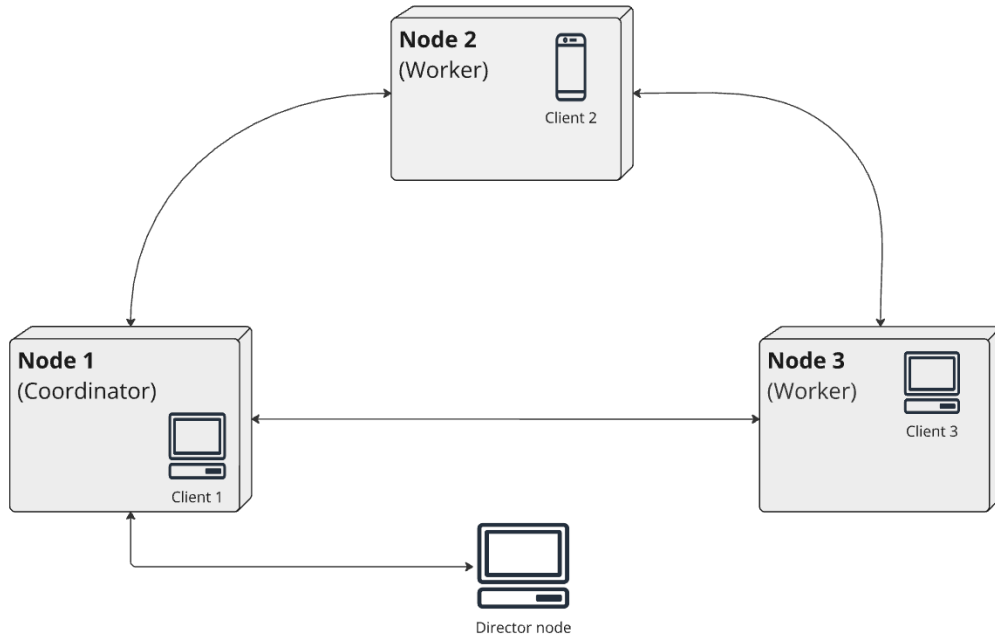 Node 2
(Worker)
Client 2
Node 1
(Coordinator)
Client 1
Node 3
(Worker)
Client 3
Director node